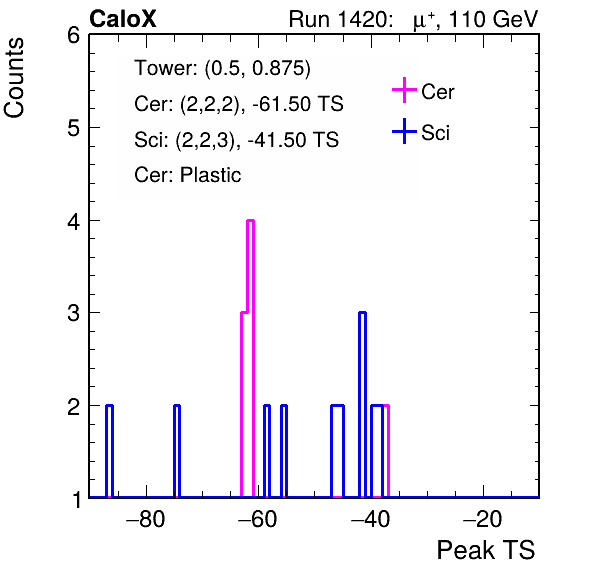 CaloX Run 1420: μ⁺, 110 GeV
Counts
6
5
4
3
2
1
Tower: (0.5, 0.875)
Cer: (2,2,2), -61.50 TS
Sci: (2,2,3), -41.50 TS
Cer: Plastic
Cer
Sci
−80 −60 −40 −20
Peak TS